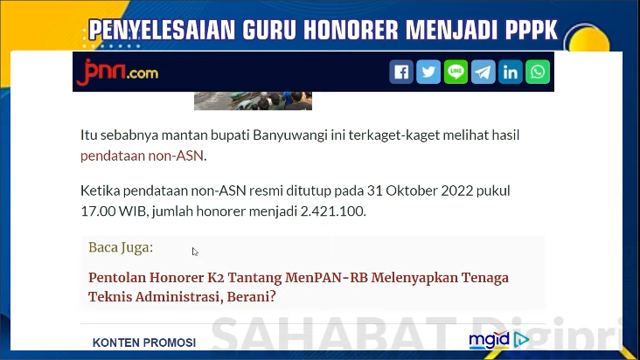 PENYELESAIAN GURU HONORER MENJADI PPPK
jpnn.com
Itu sebabnya mantan bupati Banyuwangi ini terkaget-kaget melihat hasil
pendataan non-ASN.
Ketika pendataan non-ASN resmi ditutup pada 31 Oktober 2022 pukul
17.00 WIB, jumlah honorer menjadi 2.421.100.
Baca Juga:
Pentolan Honorer K2 Tantang MenPAN-RB Melenyapkan Tenaga
Teknis Administrasi, Berani?
SAHABAT Digipri
KONTEN PROMOSI
mgid